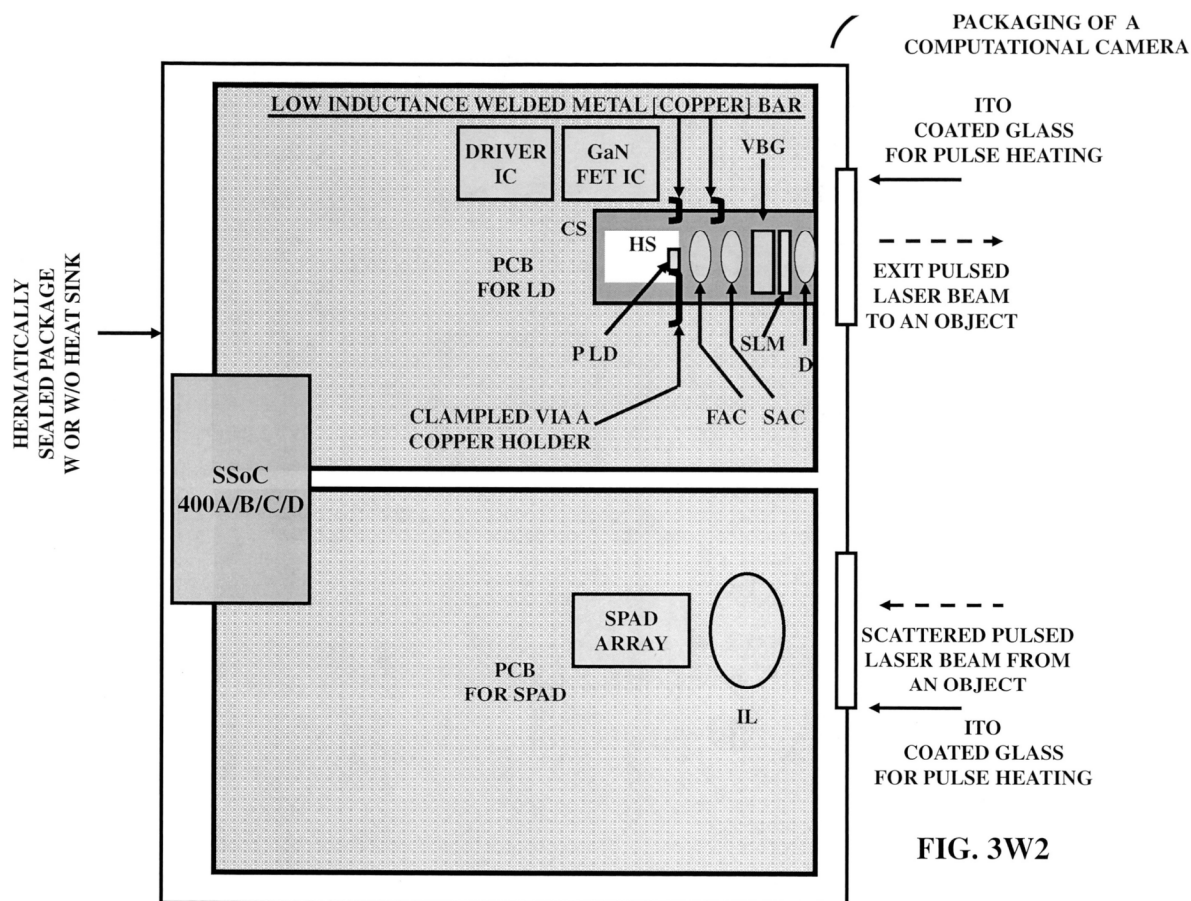 PACKAGING OF A
COMPUTATIONAL CAMERA
LOW INDUCTANCE WELDED METAL [COPPER] BAR
ITO
COATED GLASS
FOR PULSE HEATING
DRIVER
IC
GaN
FET IC
VBG
CS
HS
PCB
FOR LD
EXIT PULSED
LASER BEAM
TO AN OBJECT
P LD
SLM
D
HERMATICALLY
SEALED PACKAGE
W OR W/O HEAT SINK
CLAMPLED VIA A
COPPER HOLDER
FAC
SAC
SSoC
400A/B/C/D
SPAD
ARRAY
PCB
FOR SPAD
IL
SCATTERED PULSED
LASER BEAM FROM
AN OBJECT
ITO
COATED GLASS
FOR PULSE HEATING
FIG. 3W2